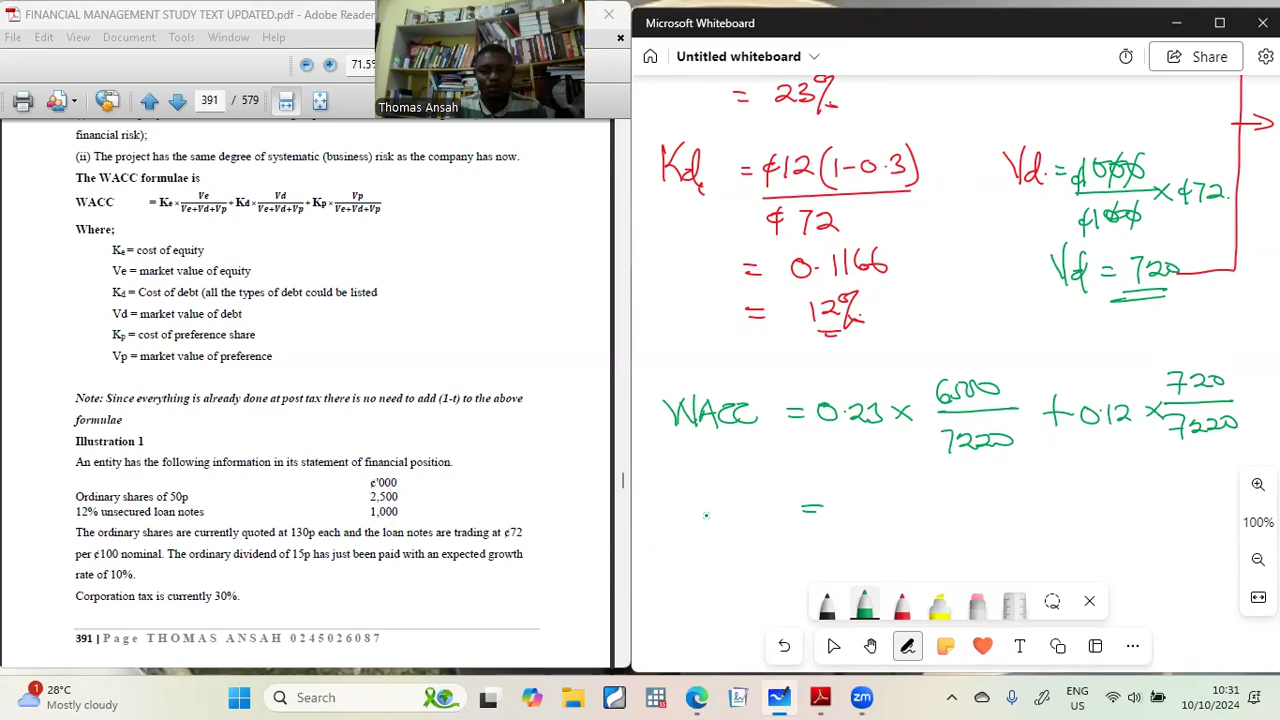 FINANCIAL MANAGEMENT STUDY TEXT UPDATED.pdf - Adobe Reader
File Edit View Document Tools Window Help
391 / 579
71.5%
Thomas Ansah
financial risk);
(ii) The project has the same degree of systematic (business) risk as the company has now.
The WACC formulae is
WACC = Ke× Ve/Ve+Vd+Vp + Kd× Vd/Ve+Vd+Vp + Kp× Vp/Ve+Vd+Vp
Where;
Ke = cost of equity
Ve = market value of equity
Kd = Cost of debt (all the types of debt could be listed
Vd = market value of debt
Kp = cost of preference share
Vp = market value of preference
Note: Since everything is already done at post tax there is no need to add (1-t) to the above
formulae
Illustration 1
An entity has the following information in its statement of financial position.
¢'000
Ordinary shares of 50p 2,500
12% unsecured loan notes 1,000
The ordinary shares are currently quoted at 130p each and the loan notes are trading at ¢72
per ¢100 nominal. The ordinary dividend of 15p has just been paid with an expected growth
rate of 10%.
Corporation tax is currently 30%.
391 | Page THOMAS ANSAH 0245026087
Microsoft Whiteboard
Untitled whiteboard
Share
= 23%
Kdt = ¢12(1-0.3)
¢ 72
= 0.1166
= 12%
Vd. = ¢1000
¢100 × ¢72.
Vd = 720
WACC = 0.23 × 6500/7220 + 0.12 × 720/7220
=
100%
28°C
Mostly cloudy
Search
ENG
US
10:31
10/10/2024